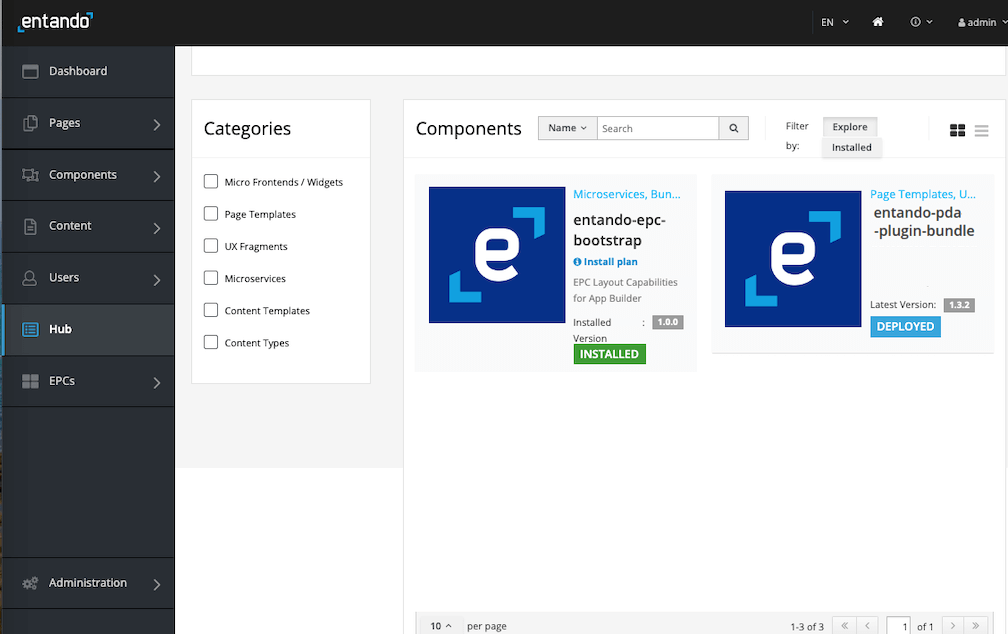 entando
EN
admin
Dashboard
Pages
Components
Content
Users
Hub
EPCs
Administration
Categories
Micro Frontends / Widgets
Page Templates
UX Fragments
Microservices
Content Templates
Content Types
Components
Name
Search
Filter
by:
Explore
Installed
e
Microservices, Bun...
entando-epc-
bootstrap
Install plan
EPC Layout Capabilities
for App Builder
Installed : 1.0.0
Version
INSTALLED
e
Page Templates, U...
entando-pda
-plugin-bundle
Latest Version: 1.3.2
DEPLOYED
10 per page
1-3 of 3 « < 1 of 1 > »